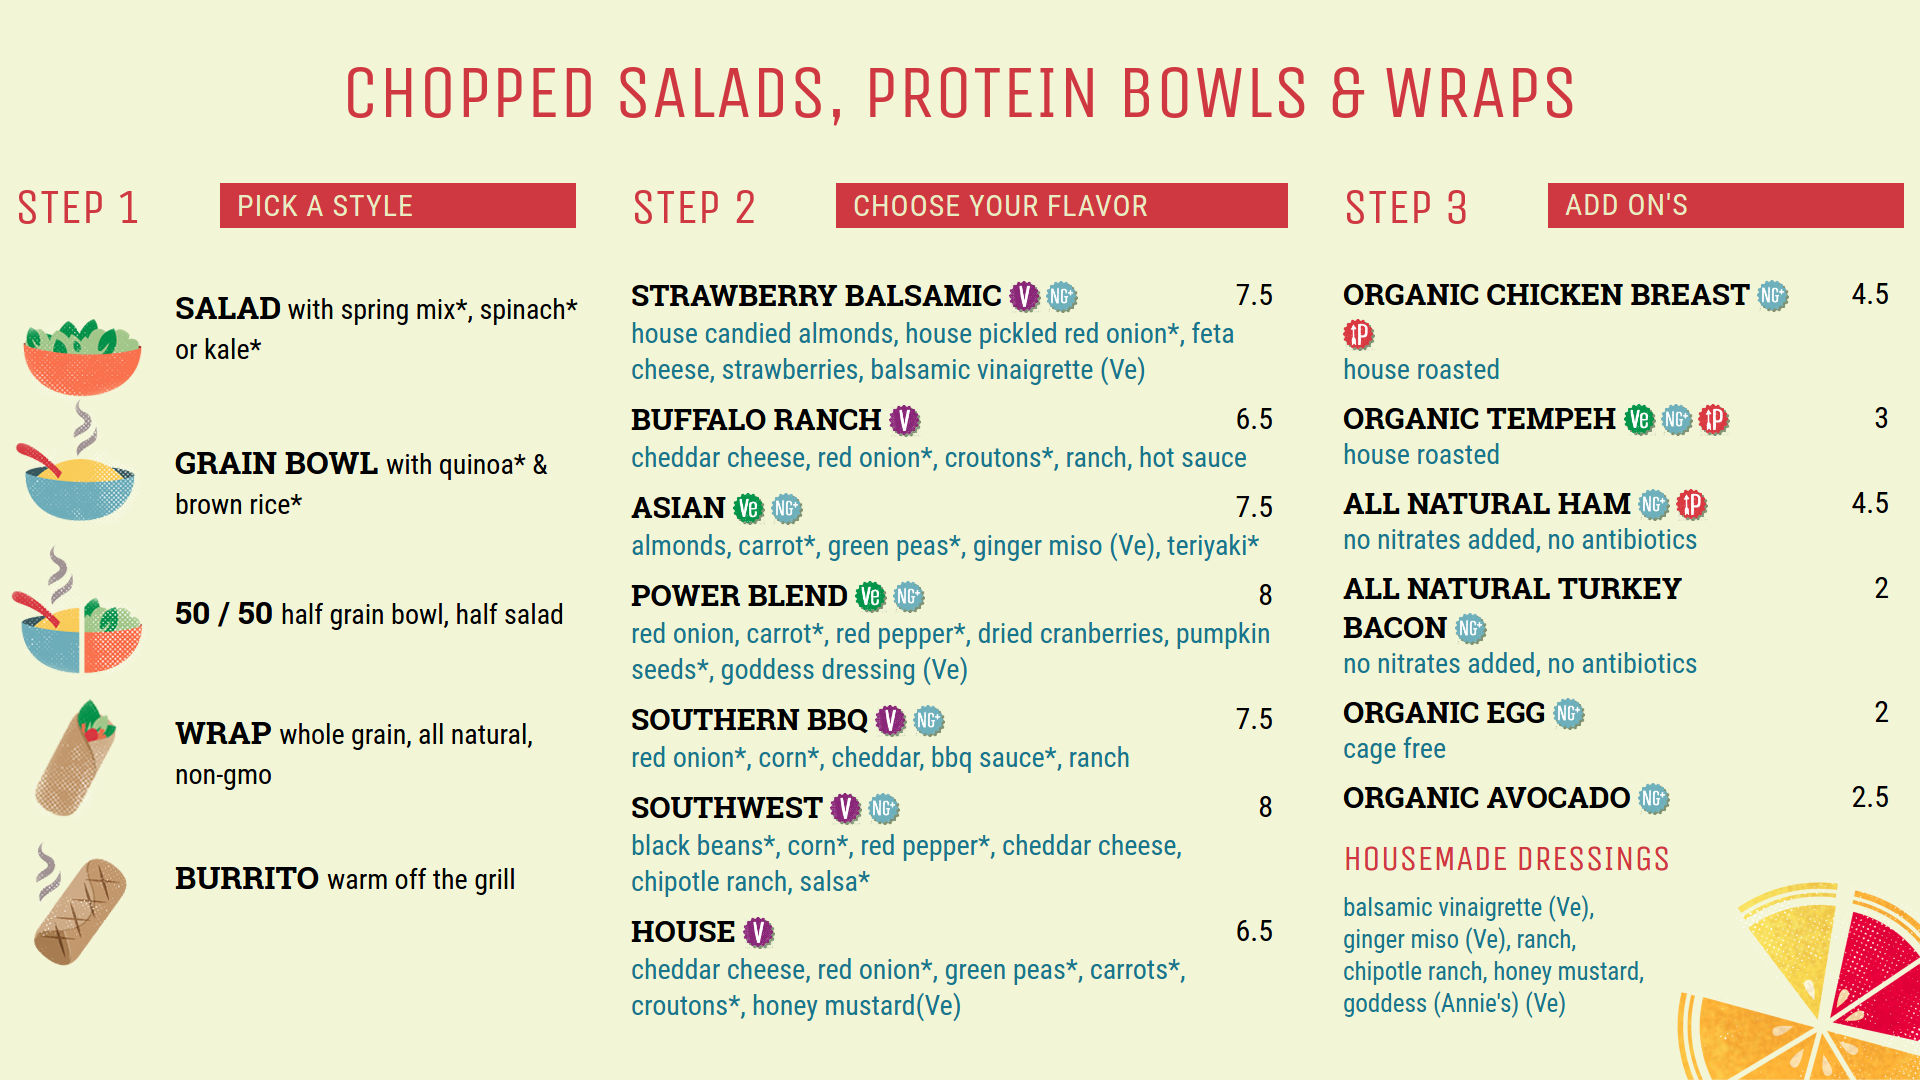 CHOPPED SALADS, PROTEIN BOWLS & WRAPS
STEP 1
PICK A STYLE
SALAD with spring mix*, spinach*
or kale*
GRAIN BOWL with quinoa* &
brown rice*
50 / 50 half grain bowl, half salad
WRAP whole grain, all natural,
non-gmo
BURRITO warm off the grill
STEP 2
CHOOSE YOUR FLAVOR
STRAWBERRY BALSAMIC V NG+ 7.5
house candied almonds, house pickled red onion*, feta
cheese, strawberries, balsamic vinaigrette (Ve)
BUFFALO RANCH V 6.5
cheddar cheese, red onion*, croutons*, ranch, hot sauce
ASIAN Ve NG+ 7.5
almonds, carrot*, green peas*, ginger miso (Ve), teriyaki*
POWER BLEND Ve NG+ 8
red onion, carrot*, red pepper*, dried cranberries, pumpkin
seeds*, goddess dressing (Ve)
SOUTHERN BBQ V NG+ 7.5
red onion*, corn*, cheddar, bbq sauce*, ranch
SOUTHWEST V NG+ 8
black beans*, corn*, red pepper*, cheddar cheese,
chipotle ranch, salsa*
HOUSE V 6.5
cheddar cheese, red onion*, green peas*, carrots*,
croutons*, honey mustard(Ve)
STEP 3
ADD ON'S
ORGANIC CHICKEN BREAST NG+ 4.5
↑P
house roasted
ORGANIC TEMPEH Ve NG+ ↑P 3
house roasted
ALL NATURAL HAM NG+ ↑P 4.5
no nitrates added, no antibiotics
ALL NATURAL TURKEY 2
BACON NG+
no nitrates added, no antibiotics
ORGANIC EGG NG+ 2
cage free
ORGANIC AVOCADO NG+ 2.5
HOUSEMADE DRESSINGS
balsamic vinaigrette (Ve),
ginger miso (Ve), ranch,
chipotle ranch, honey mustard,
goddess (Annie's) (Ve)